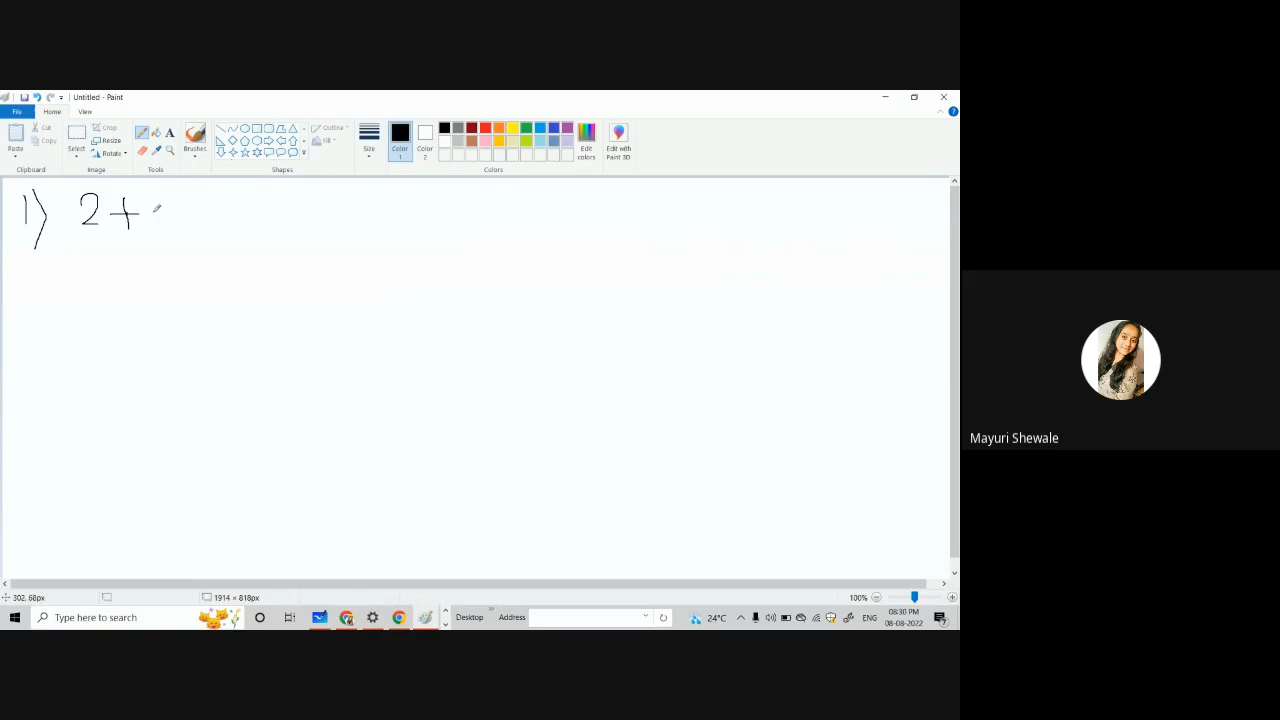 Untitled - Paint
File Home View
Cut
Copy
Paste
Crop
Resize
Rotate
Select
Brushes
Outline
Fill
Size
Color 1
Color 2
Edit colors
Edit with Paint 3D
Clipboard Image Tools Shapes Colors
1) 2 +
Mayuri Shewale
302, 68px 1914 × 818px 100%
Type here to search Desktop Address 24°C ENG 08:30 PM 08-08-2022